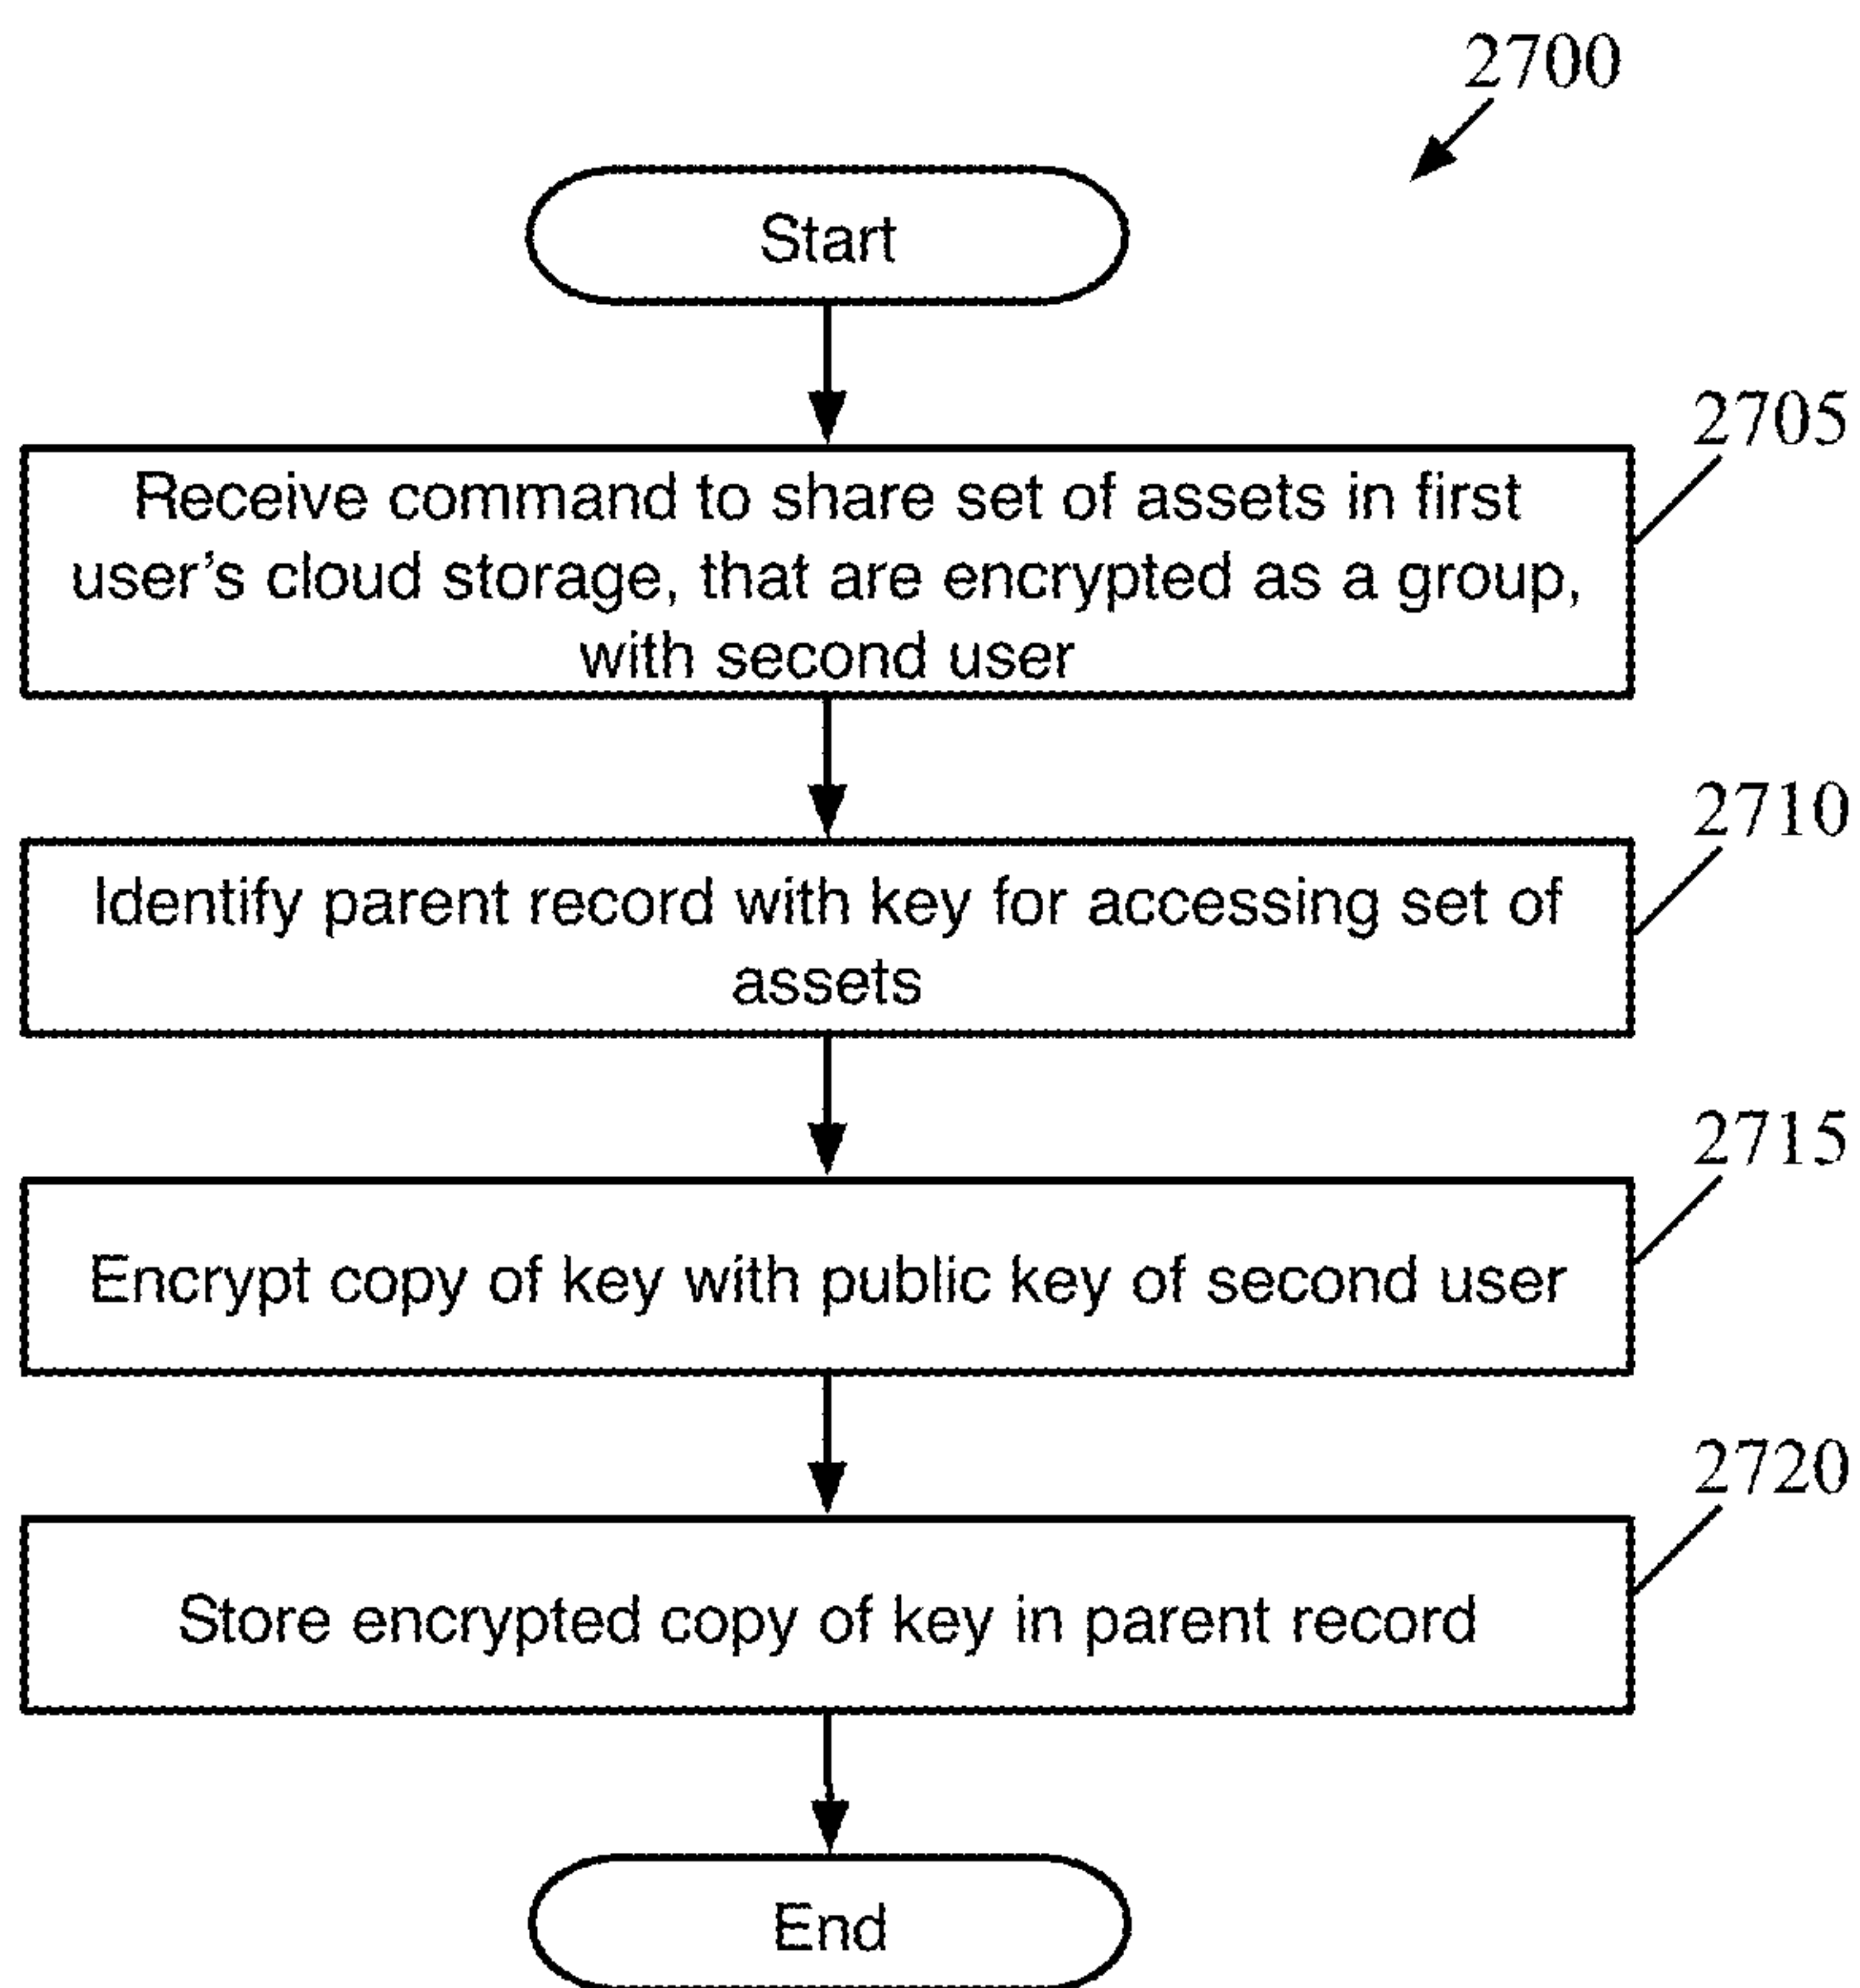 2700
Start
2705
Receive command to share set of assets in first
user's cloud storage, that are encrypted as a group,
with second user
2710
Identify parent record with key for accessing set of
assets
2715
Encrypt copy of key with public key of second user
2720
Store encrypted copy of key in parent record
End